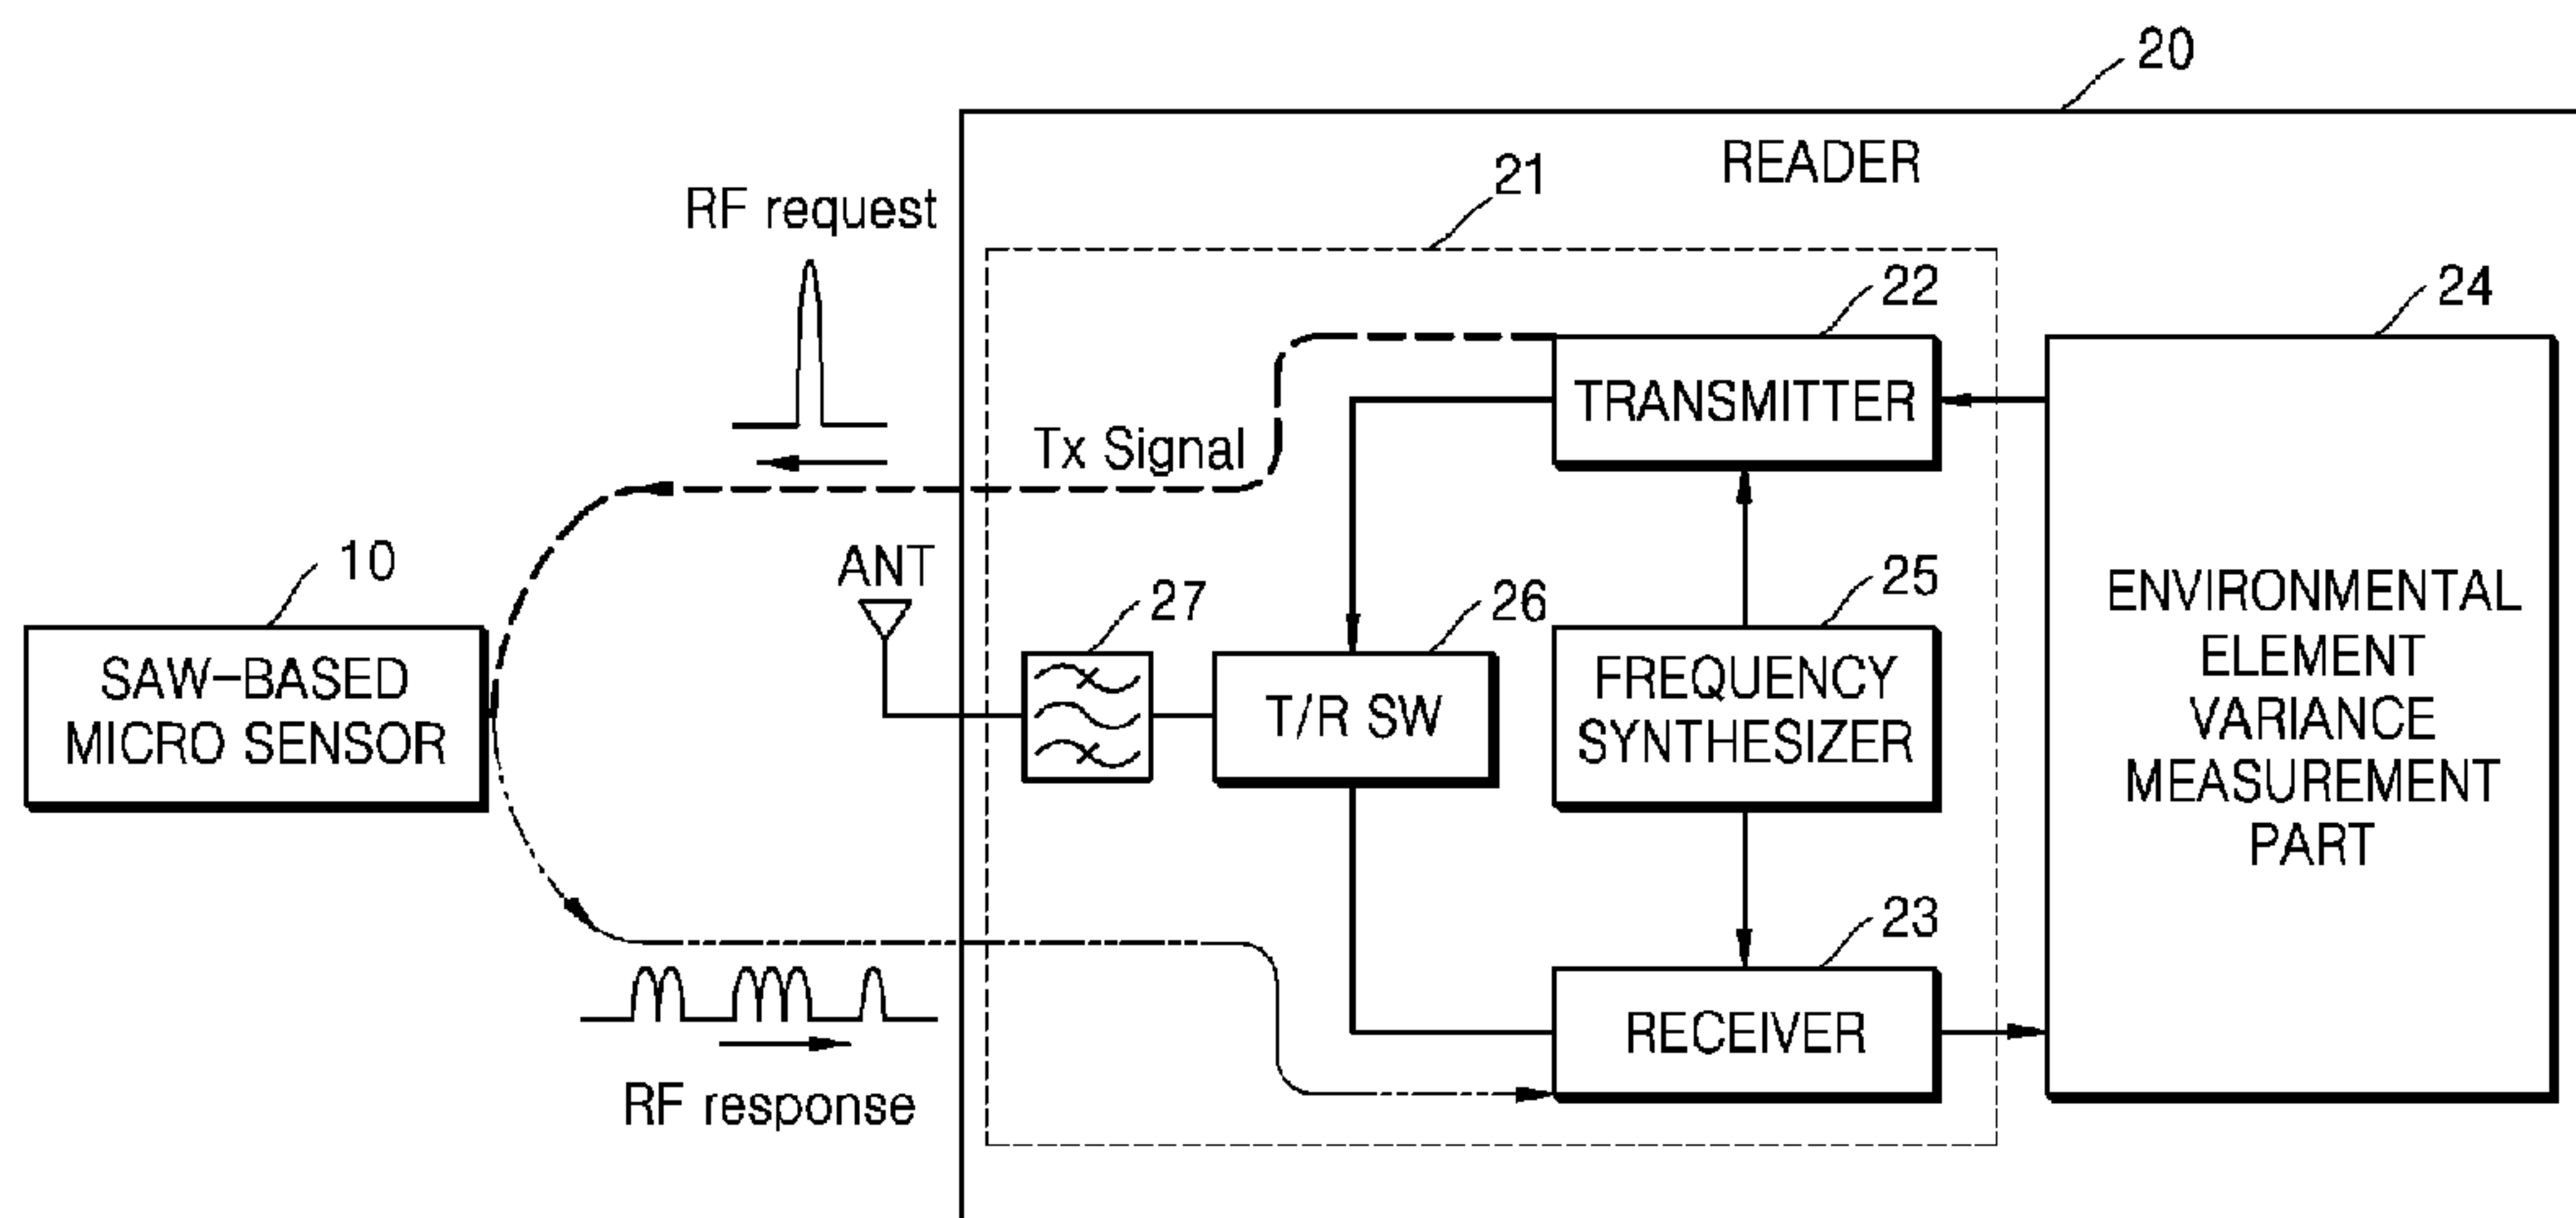 20
READER
21
RF request
22
24
TRANSMITTER
Tx Signal
10
ANT
27
26
25
SAW-BASED
MICRO SENSOR
T/R SW
FREQUENCY
SYNTHESIZER
ENVIRONMENTAL
ELEMENT
VARIANCE
MEASUREMENT
PART
23
RECEIVER
RF response